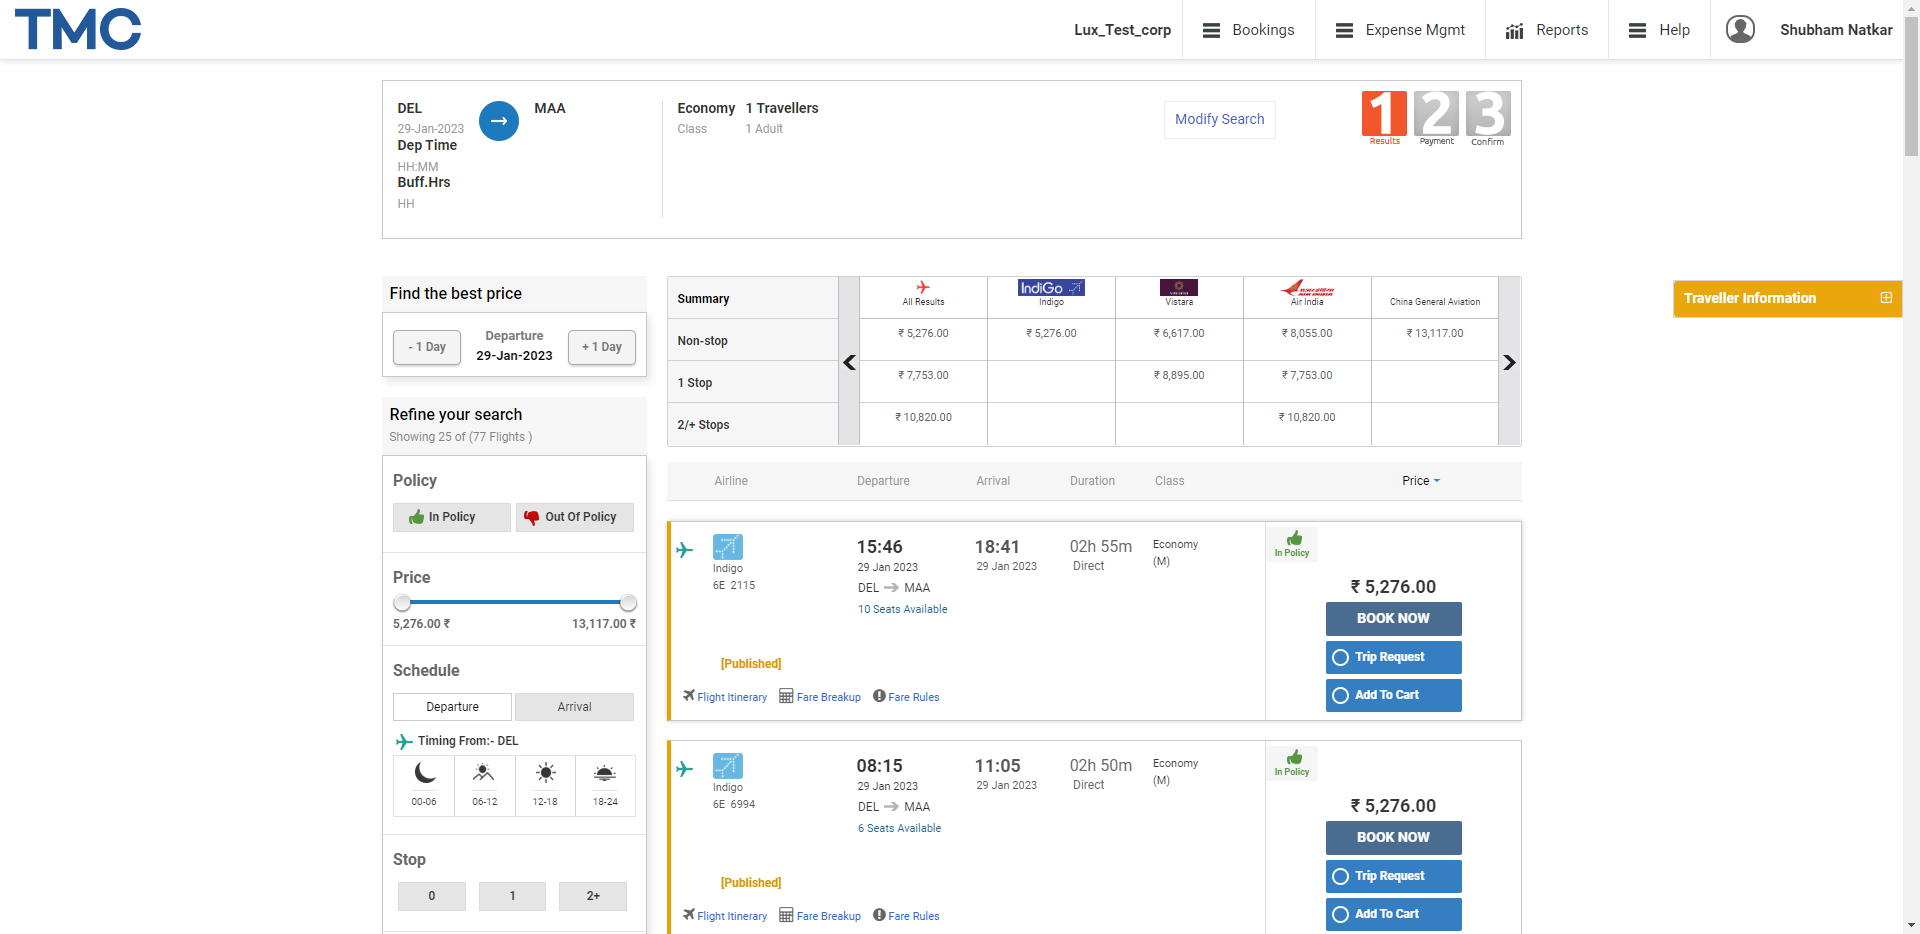 TMC
Lux_Test_corp
Bookings
Expense Mgmt
Reports
Help
Shubham Natkar
DEL
MAA
29-Jan-2023
Dep Time
HH:MM
Buff.Hrs
HH
Economy 1 Travellers
Class 1 Adult
Modify Search
1 2 3
Results Payment Confirm
Find the best price
- 1 Day
Departure
29-Jan-2023
+ 1 Day
Refine your search
Showing 25 of (77 Flights )
Policy
In Policy
Out Of Policy
Price
5,276.00 ₹ 13,117.00 ₹
Schedule
Departure Arrival
Timing From:- DEL
00-06 06-12 12-18 18-24
Stop
0 1 2+
Summary
All Results
IndiGo
Indigo
Vistara
AIR INDIA
Air India
China General Aviation
Non-stop ₹ 5,276.00 ₹ 5,276.00 ₹ 6,617.00 ₹ 8,055.00 ₹ 13,117.00
1 Stop ₹ 7,753.00 ₹ 8,895.00 ₹ 7,753.00
2/+ Stops ₹ 10,820.00 ₹ 10,820.00
Traveller Information
Airline Departure Arrival Duration Class Price
Indigo
6E 2115
15:46
29 Jan 2023
DEL MAA
10 Seats Available
18:41
29 Jan 2023
02h 55m
Direct
Economy
(M)
In Policy
₹ 5,276.00
BOOK NOW
Trip Request
Add To Cart
[Published]
Flight Itinerary Fare Breakup Fare Rules
Indigo
6E 6994
08:15
29 Jan 2023
DEL MAA
6 Seats Available
11:05
29 Jan 2023
02h 50m
Direct
Economy
(M)
In Policy
₹ 5,276.00
BOOK NOW
Trip Request
Add To Cart
[Published]
Flight Itinerary Fare Breakup Fare Rules